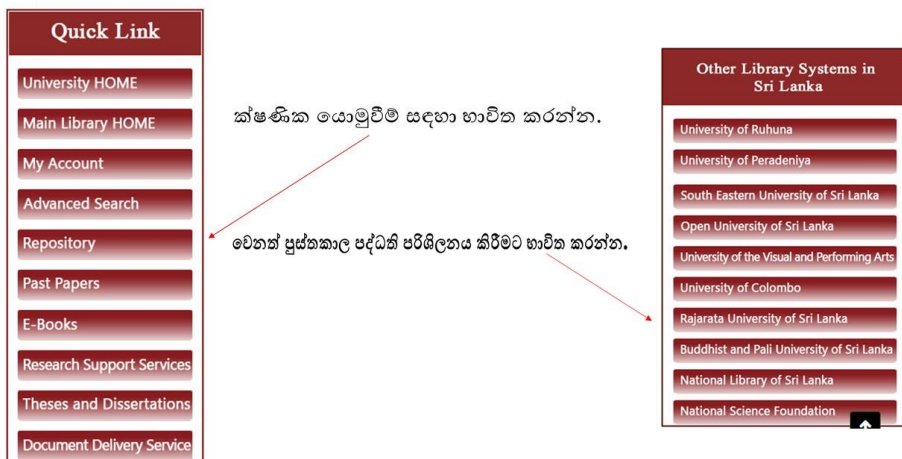 Quick Link
University HOME
Main Library HOME
My Account
Advanced Search
Repository
Past Papers
E-Books
Research Support Services
Theses and Dissertations
Document Delivery Service
ක්ෂණික යොමුවීම් සඳහා භාවිත කරන්න.
වෙනත් පුස්තකාල පද්ධති පරිශිලනය කිරීමට භාවිත කරන්න.
Other Library Systems in
Sri Lanka
University of Ruhuna
University of Peradeniya
South Eastern University of Sri Lanka
Open University of Sri Lanka
University of the Visual and Performing Arts
University of Colombo
Rajarata University of Sri Lanka
Buddhist and Pali University of Sri Lanka
National Library of Sri Lanka
National Science Foundation